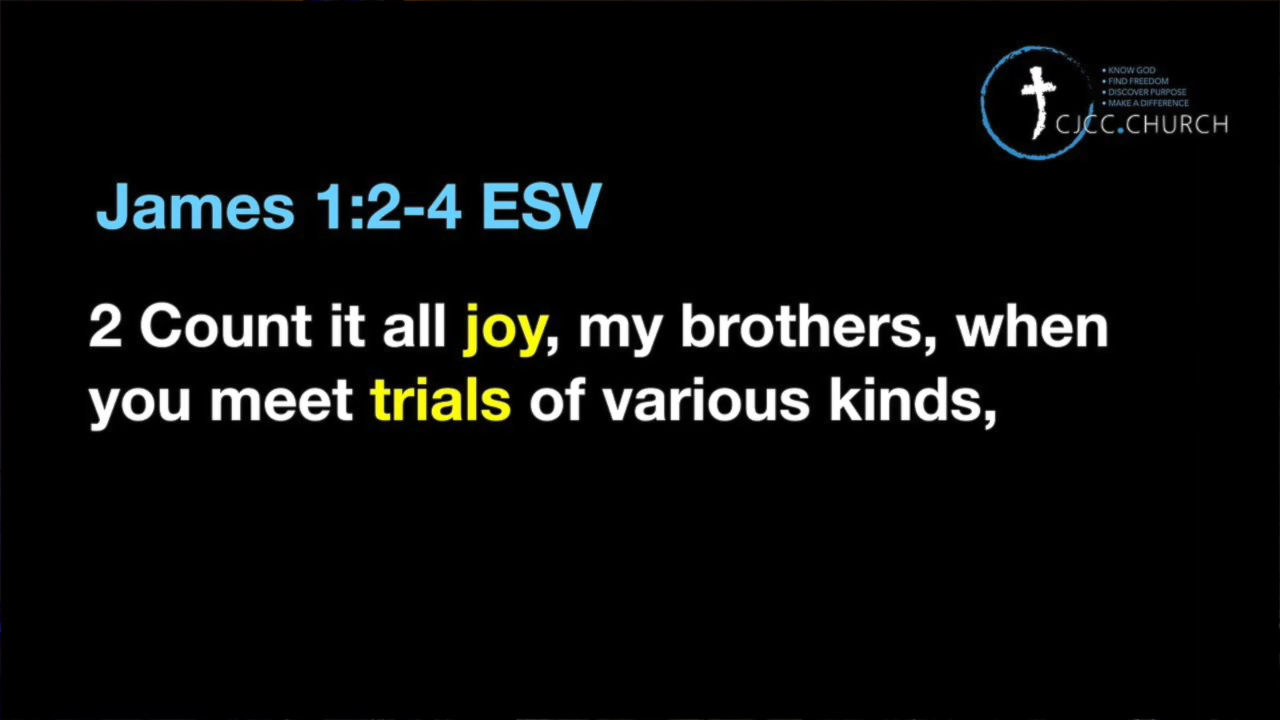 • KNOW GOD
• FIND FREEDOM
• DISCOVER PURPOSE
• MAKE A DIFFERENCE
CJCC.CHURCH
James 1:2-4 ESV
2 Count it all joy, my brothers, when
you meet trials of various kinds,